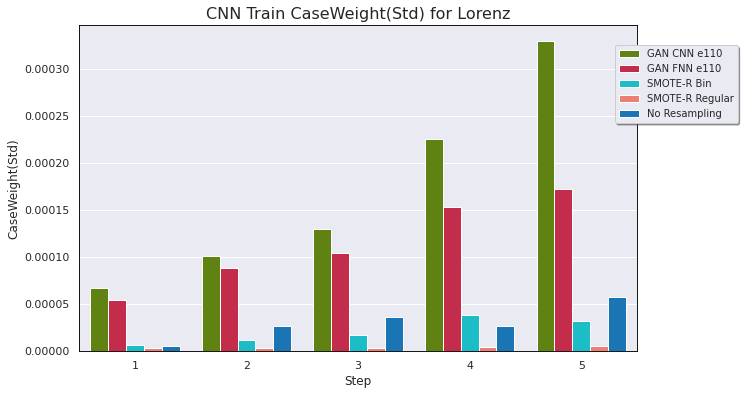 CNN Train CaseWeight(Std) for Lorenz
GAN CNN e110
GAN FNN e110
SMOTE-R Bin
SMOTE-R Regular
No Resampling
CaseWeight(Std)
0.00030
0.00025
0.00020
0.00015
0.00010
0.00005
0.00000
1 2 3 4 5
Step